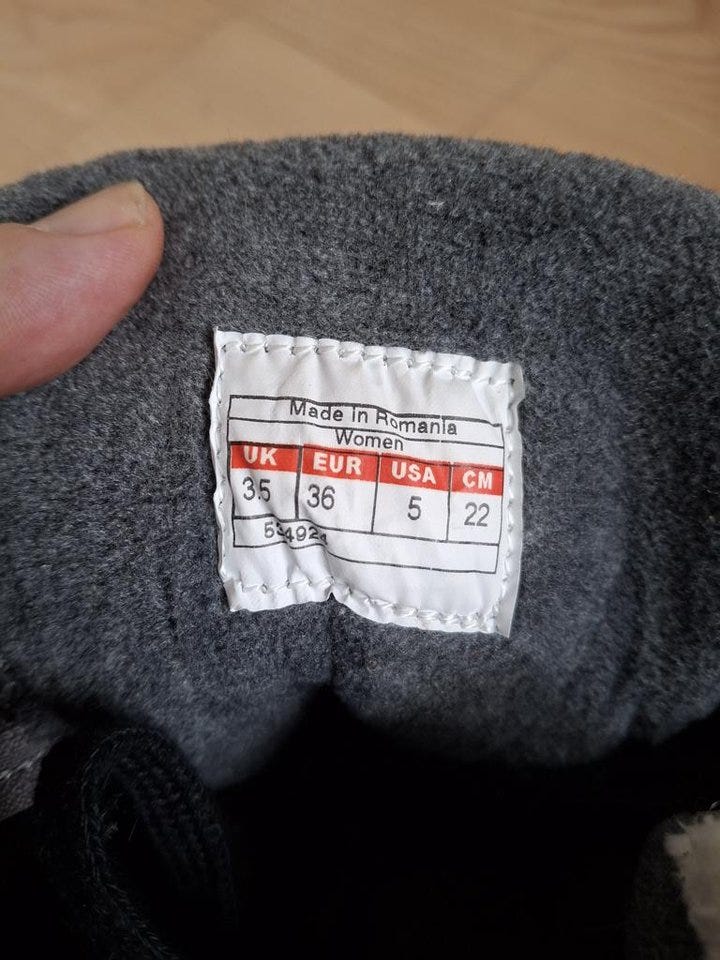 Made in Romania
Women
UK EUR USA CM
3.5 36 5 22